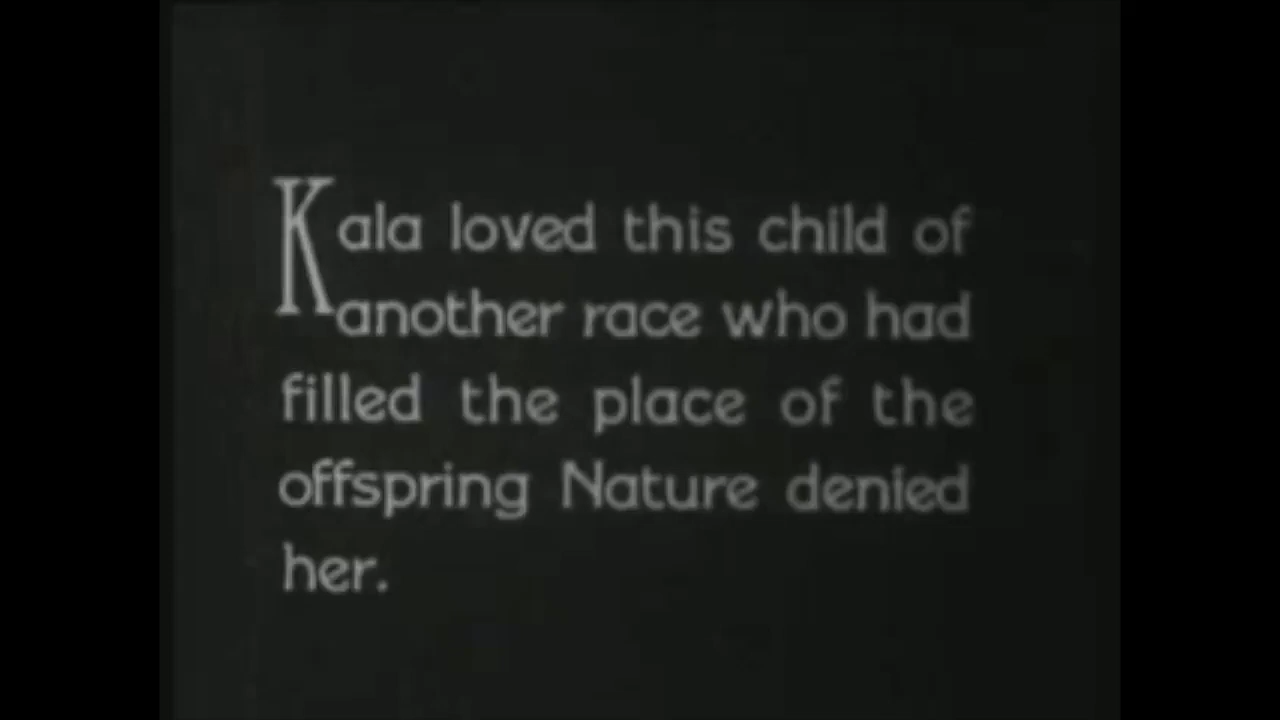 Kala loved this child of
another race who had
filled the place of the
offspring Nature denied
her.